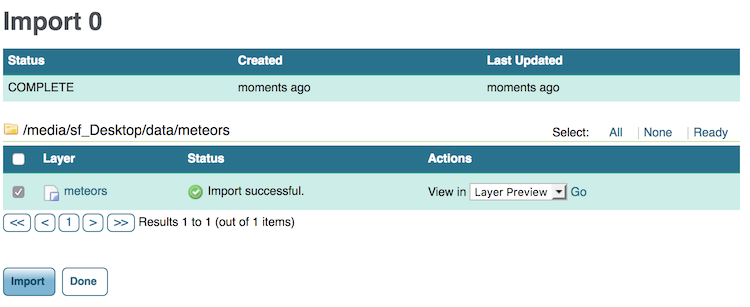 Import 0
Status Created Last Updated
COMPLETE moments ago moments ago
/media/sf_Desktop/data/meteors Select: All None Ready
Layer Status Actions
meteors Import successful. View in Layer Preview Go
<< < 1 > >> Results 1 to 1 (out of 1 items)
Import Done